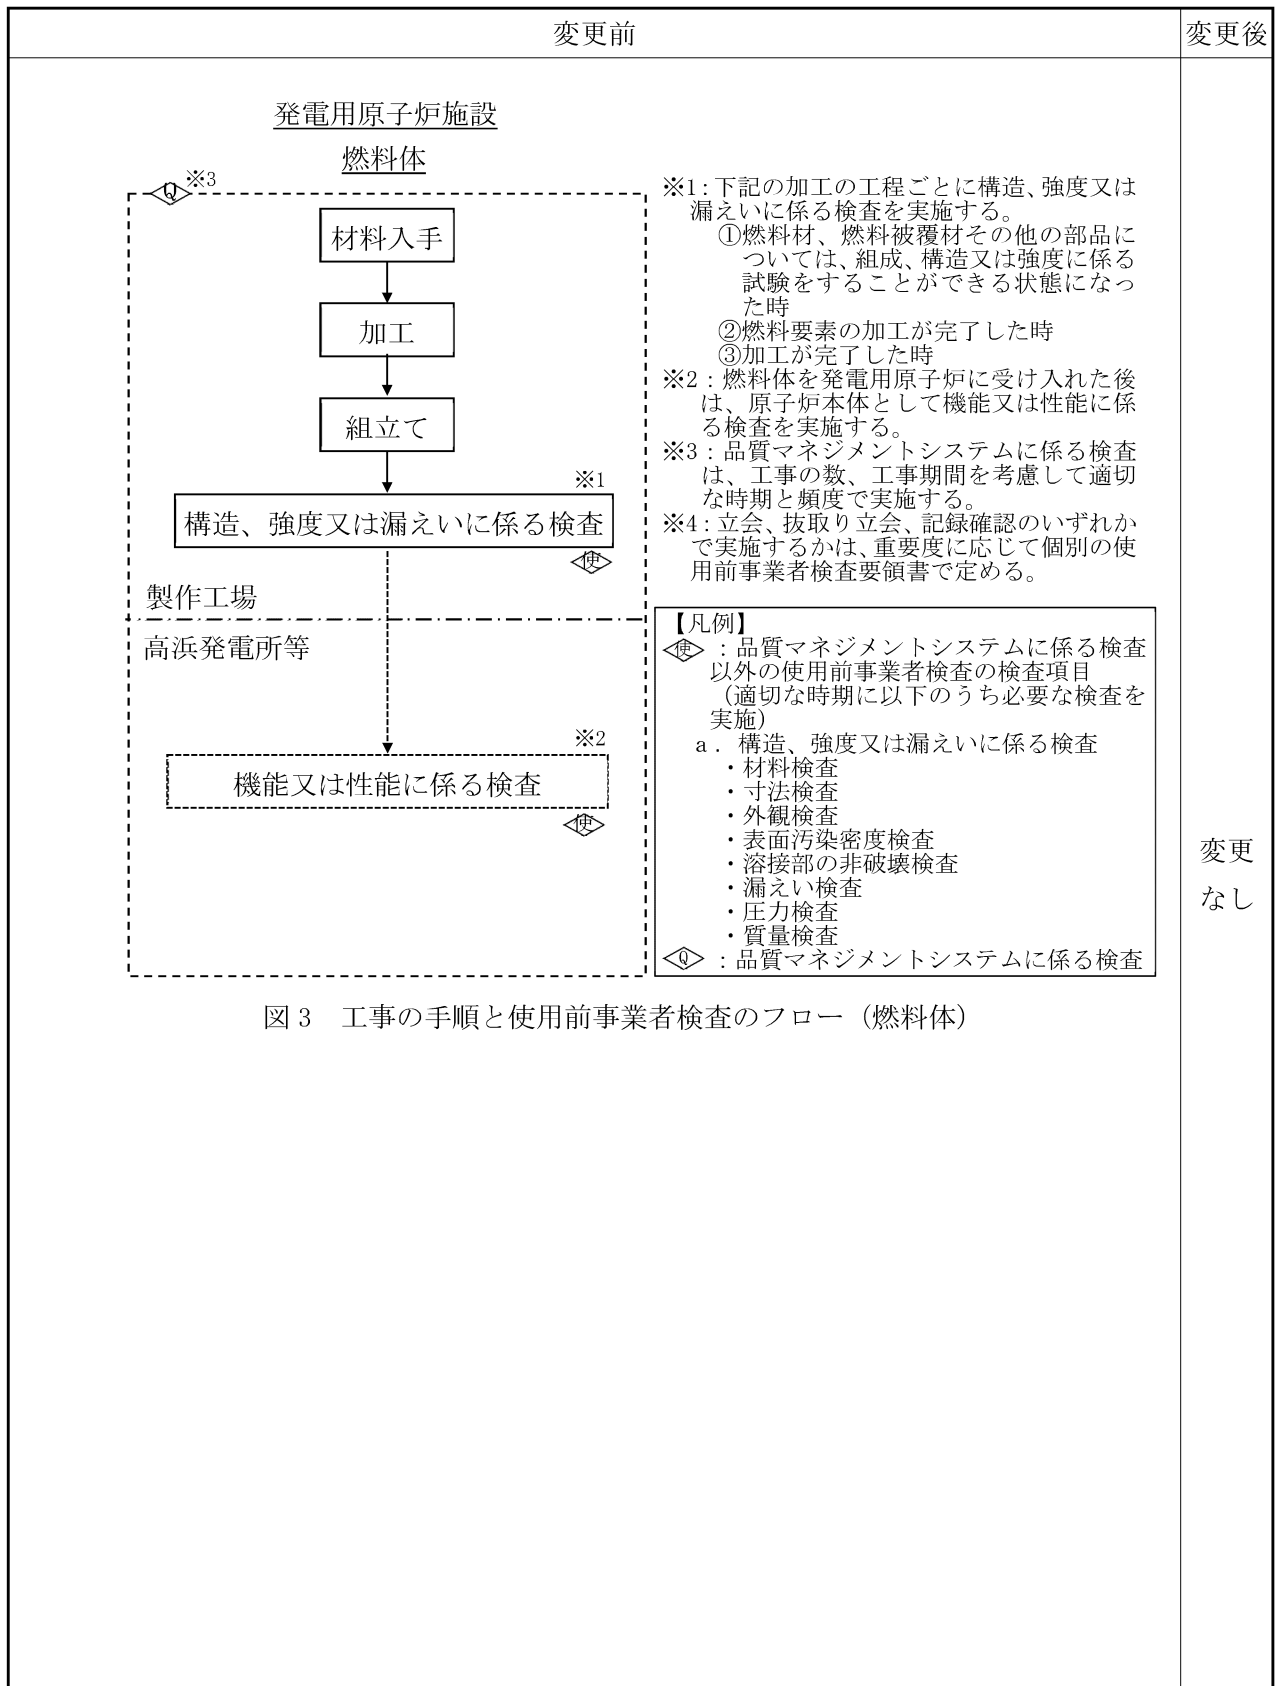 変更前
変更後
発電用原子炉施設
燃料体
Q
※3
材料入手
加工
組立て
※1
構造、強度又は漏えいに係る検査
使
製作工場
高浜発電所等
※2
機能又は性能に係る検査
使
※1：下記の加工の工程ごとに構造、強度又は
漏えいに係る検査を実施する。
①燃料材、燃料被覆材その他の部品に
ついては、組成、構造又は強度に係る
試験をすることができる状態になっ
た時
②燃料要素の加工が完了した時
③加工が完了した時
※2：燃料体を発電用原子炉に受け入れた後
は、原子炉本体として機能又は性能に係
る検査を実施する。
※3：品質マネジメントシステムに係る検査
は、工事の数、工事期間を考慮して適切
な時期と頻度で実施する。
※4：立会、抜取り立会、記録確認のいずれか
で実施するかは、重要度に応じて個別の使
用前事業者検査要領書で定める。
【凡例】
使：品質マネジメントシステムに係る検査
以外の使用前事業者検査の検査項目
（適切な時期に以下のうち必要な検査を
実施）
a．構造、強度又は漏えいに係る検査
・材料検査
・寸法検査
・外観検査
・表面汚染密度検査
・溶接部の非破壊検査
・漏えい検査
・圧力検査
・質量検査
Q：品質マネジメントシステムに係る検査
図3　工事の手順と使用前事業者検査のフロー（燃料体）
変更
なし